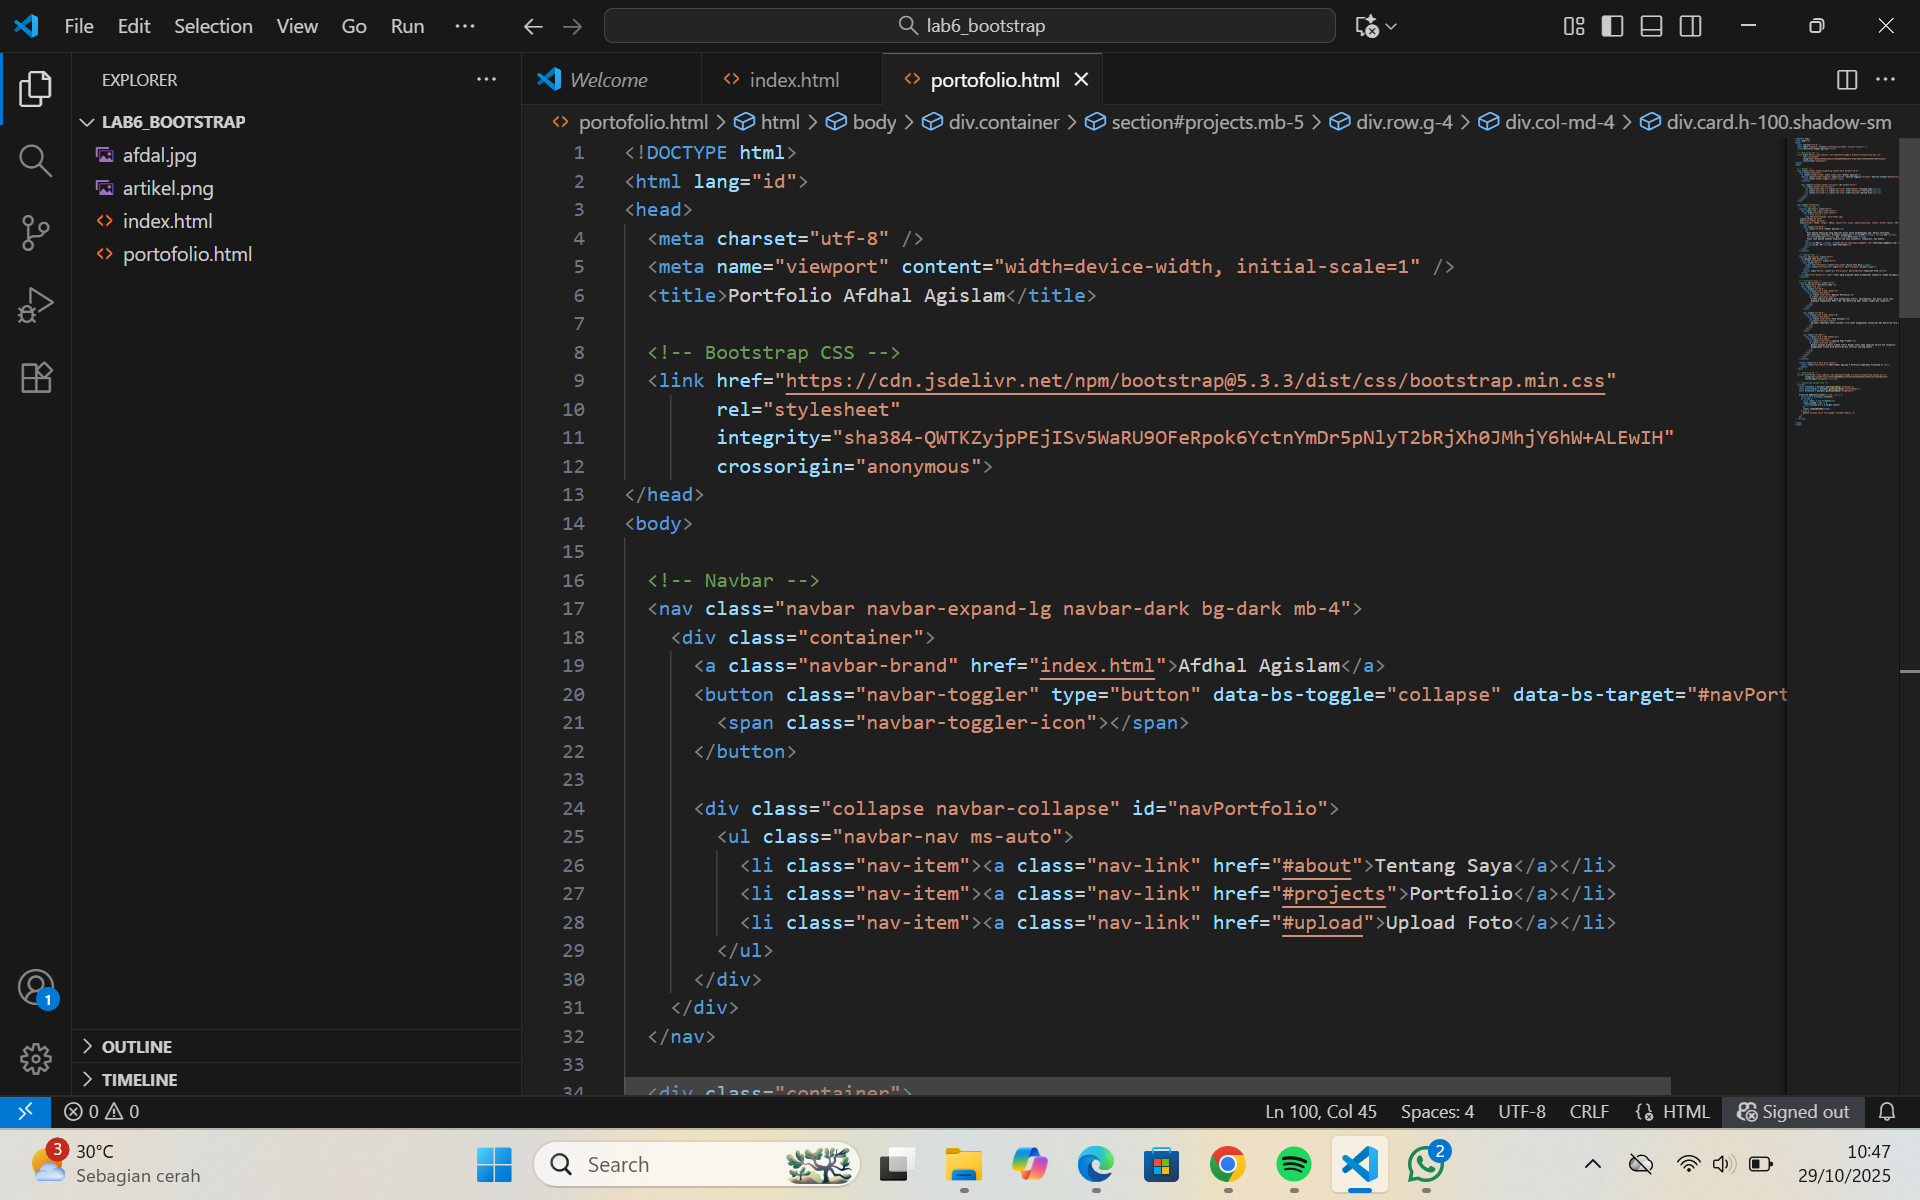 File Edit Selection View Go Run ··· lab6_bootstrap
EXPLORER
LAB6_BOOTSTRAP
afdal.jpg
artikel.png
index.html
portofolio.html
OUTLINE
TIMELINE
1
Welcome index.html portofolio.html
portofolio.html > html > body > div.container > section#projects.mb-5 > div.row.g-4 > div.col-md-4 > div.card.h-100.shadow-sm
1 <!DOCTYPE html>
2 <html lang="id">
3 <head>
4 <meta charset="utf-8" />
5 <meta name="viewport" content="width=device-width, initial-scale=1" />
6 <title>Portfolio Afdhal Agislam</title>
7
8 <!-- Bootstrap CSS -->
9 <link href="https://cdn.jsdelivr.net/npm/bootstrap@5.3.3/dist/css/bootstrap.min.css"
10 rel="stylesheet"
11 integrity="sha384-QWTKZyjpPEjISv5WaRU9OFeRpok6YctnYmDr5pNlyT2bRjXh0JMhjY6hW+ALEwIH"
12 crossorigin="anonymous">
13 </head>
14 <body>
15
16 <!-- Navbar -->
17 <nav class="navbar navbar-expand-lg navbar-dark bg-dark mb-4">
18 <div class="container">
19 <a class="navbar-brand" href="index.html">Afdhal Agislam</a>
20 <button class="navbar-toggler" type="button" data-bs-toggle="collapse" data-bs-target="#navPort
21 <span class="navbar-toggler-icon"></span>
22 </button>
23
24 <div class="collapse navbar-collapse" id="navPortfolio">
25 <ul class="navbar-nav ms-auto">
26 <li class="nav-item"><a class="nav-link" href="#about">Tentang Saya</a></li>
27 <li class="nav-item"><a class="nav-link" href="#projects">Portfolio</a></li>
28 <li class="nav-item"><a class="nav-link" href="#upload">Upload Foto</a></li>
29 </ul>
30 </div>
31 </div>
32 </nav>
33
34 <div class="container">
0 0 Ln 100, Col 45 Spaces: 4 UTF-8 CRLF HTML Signed out
3 30°C
Sebagian cerah
Search
2
10:47
29/10/2025